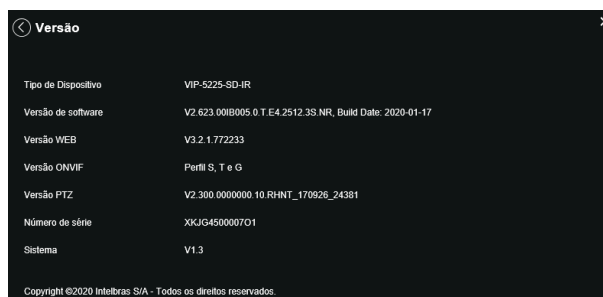 Versão
Tipo de Dispositivo VIP-5225-SD-IR
Versão de software V2.623.00IB005.0.T.E4.2512.3S.NR, Build Date: 2020-01-17
Versão WEB V3.2.1.772233
Versão ONVIF Perfil S, T e G
Versão PTZ V2.300.0000000.10.RHNT_170926_24381
Número de série XKJG4500007O1
Sistema V1.3
Copyright ©2020 Intelbras S/A - Todos os direitos reservados.